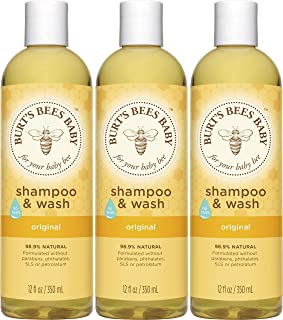 BURT'S BEES BABY
for your baby bee
shampoo
& wash
original
98.9% NATURAL
Formulated without
parabens, phthalates,
SLS or petrolatum
12 fl oz / 350 mL
BURT'S BEES BABY
for your baby bee
shampoo
& wash
original
98.9% NATURAL
Formulated without
parabens, phthalates,
SLS or petrolatum
12 fl oz / 350 mL
BURT'S BEES BABY
for your baby bee
shampoo
& wash
original
98.9% NATURAL
Formulated without
parabens, phthalates,
SLS or petrolatum
12 fl oz / 350 mL